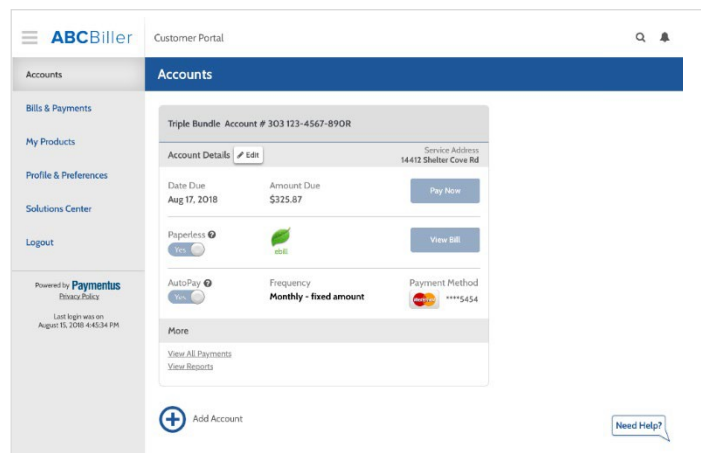 ABCBiller
Customer Portal
Accounts
Accounts
Bills & Payments
My Products
Profile & Preferences
Solutions Center
Logout
Powered by Paymentus
Privacy Policy
Last login was on
August 15, 2018 4:45:34 PM
Triple Bundle Account # 303 123-4567-890R
Account Details Edit
Service Address
14412 Shelter Cove Rd
Date Due
Aug 17, 2018
Amount Due
$325.87
Pay Now
Paperless ?
Yes
ebill
View Bill
AutoPay ?
Yes
Frequency
Monthly - fixed amount
Payment Method
MasterCard ****5454
More
View All Payments
View Reports
Add Account
Need Help?